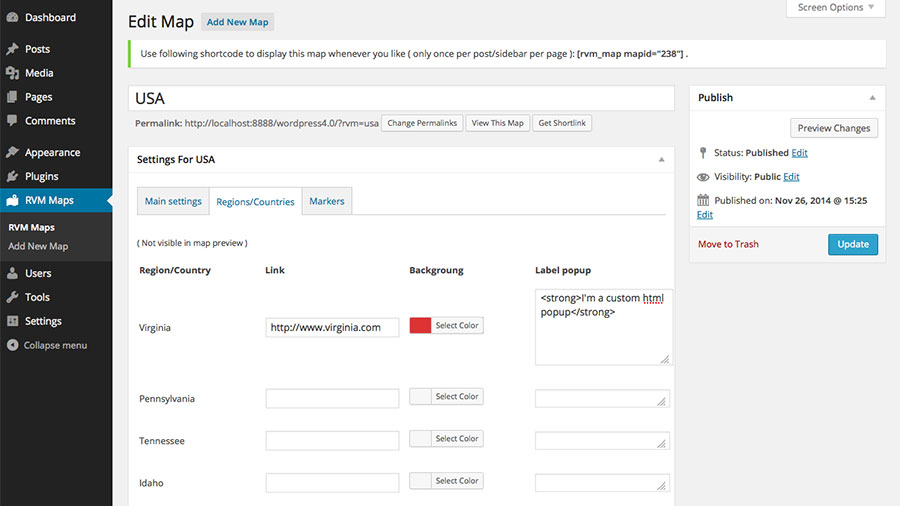 Dashboard
Posts
Media
Pages
Comments
Appearance
Plugins
RVM Maps
RVM Maps
Add New Map
Users
Tools
Settings
Collapse menu
Screen Options
Edit Map Add New Map
Use following shortcode to display this map whenever you like ( only once per post/sidebar per page ): [rvm_map mapid="238"] .
USA
Permalink: http://localhost:8888/wordpress4.0/?rvm=usa Change Permalinks View This Map Get Shortlink
Settings For USA
Main settings Regions/Countries Markers
( Not visible in map preview )
Region/Country Link Backgroung Label popup
<strong>I'm a custom html
popup</strong>
Virginia http://www.virginia.com Select Color
Pennsylvania Select Color
Tennessee Select Color
Idaho Select Color
Publish
Preview Changes
Status: Published Edit
Visibility: Public Edit
Published on: Nov 26, 2014 @ 15:25
Edit
Move to Trash Update